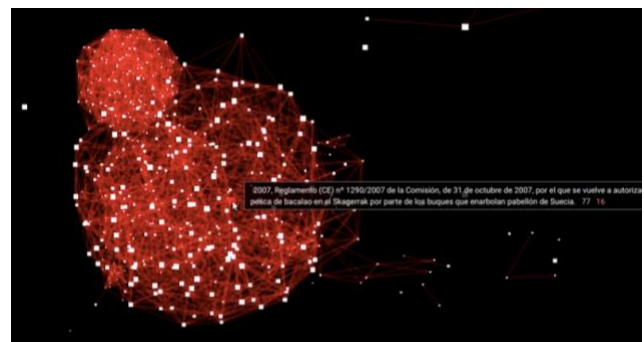 2007, Reglamento (CE) nº 1290/2007 de la Comisión, de 31 de octubre de 2007, por el que se vuelve a autoriza
pesca de bacalao en el Skagerrak por parte de los buques que enarbolan pabellón de Suecia. 77 16